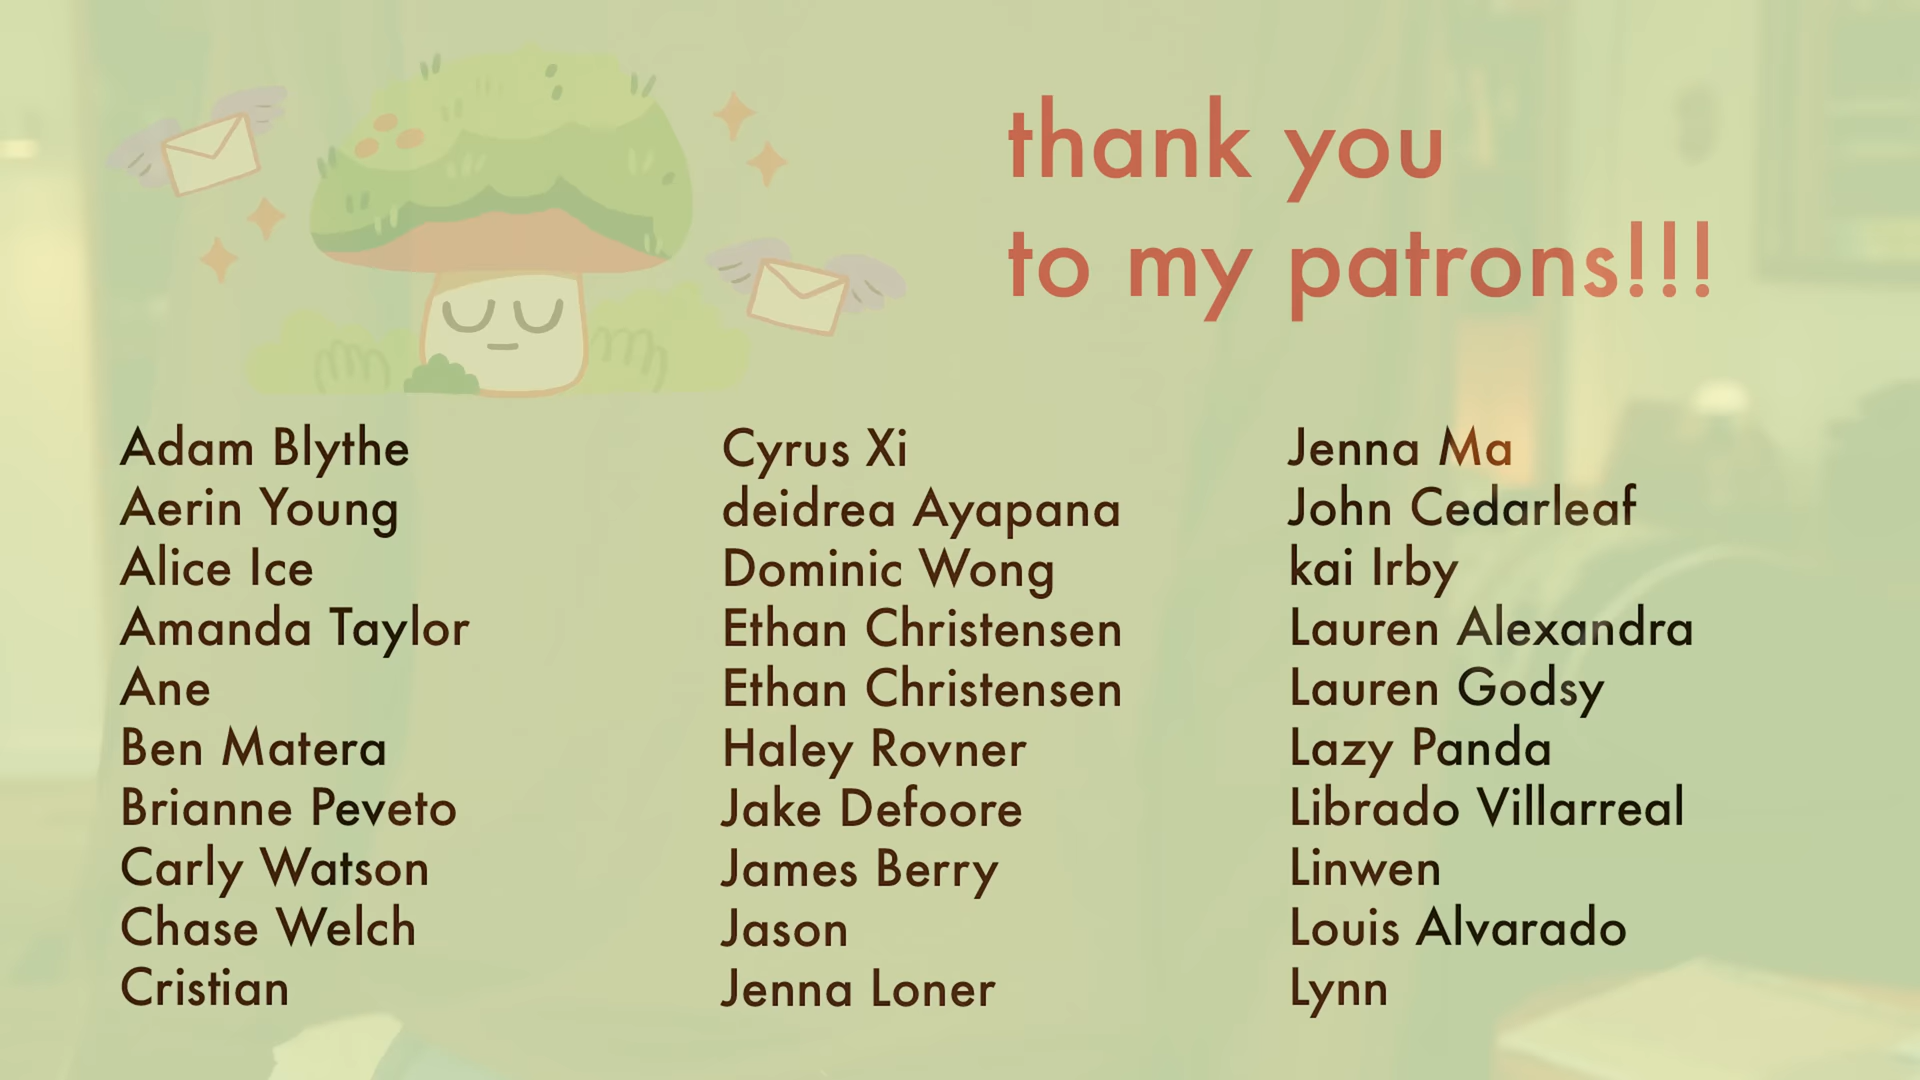 thank you
to my patrons!!!
Adam Blythe
Aerin Young
Alice Ice
Amanda Taylor
Ane
Ben Matera
Brianne Peveto
Carly Watson
Chase Welch
Cristian
Cyrus Xi
deidrea Ayapana
Dominic Wong
Ethan Christensen
Ethan Christensen
Haley Rovner
Jake Defoore
James Berry
Jason
Jenna Loner
Jenna Ma
John Cedarleaf
kai Irby
Lauren Alexandra
Lauren Godsy
Lazy Panda
Librado Villarreal
Linwen
Louis Alvarado
Lynn